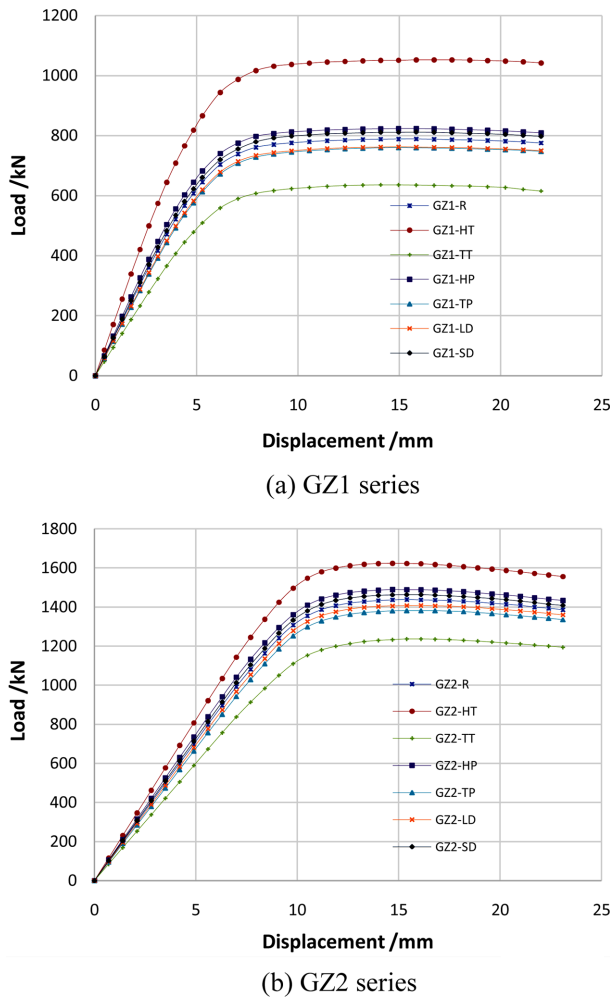 1200
1000
800
600
400
200
0
Load /kN
GZ1-R
GZ1-HT
GZ1-TT
GZ1-HP
GZ1-TP
GZ1-LD
GZ1-SD
0 5 10 15 20 25
Displacement /mm
(a) GZ1 series
1800
1600
1400
1200
1000
800
600
400
200
0
Load /kN
GZ2-R
GZ2-HT
GZ2-TT
GZ2-HP
GZ2-TP
GZ2-LD
GZ2-SD
0 5 10 15 20 25
Displacement /mm
(b) GZ2 series